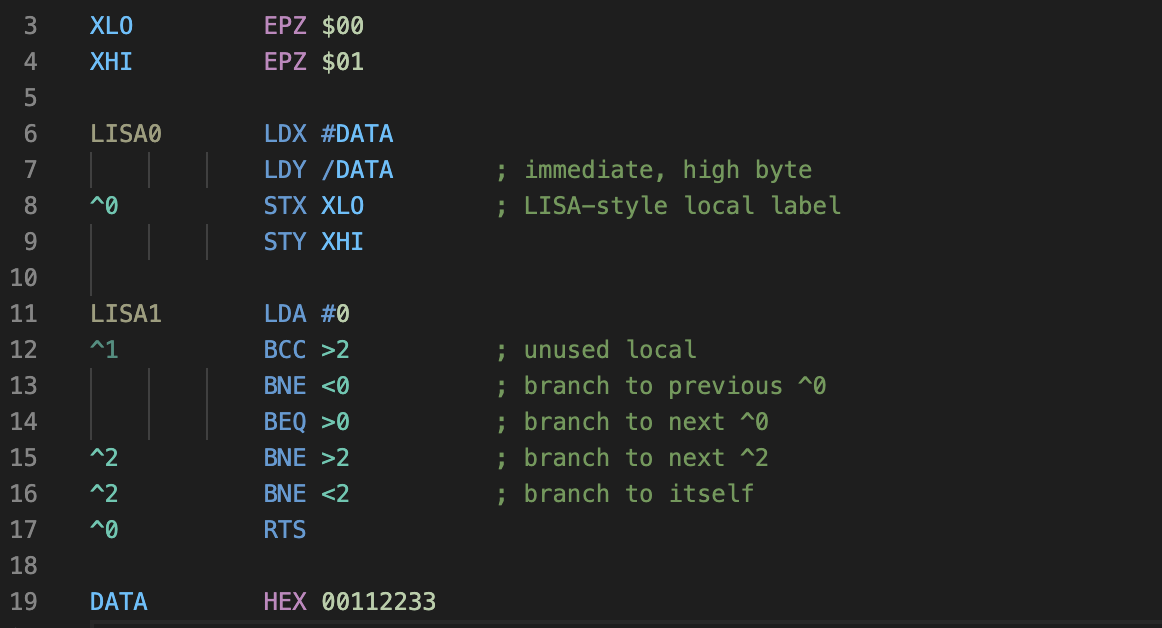 3 XLO EPZ $00
4 XHI EPZ $01
5
6 LISA0 LDX #DATA
7 LDY /DATA ; immediate, high byte
8 ^0 STX XLO ; LISA-style local label
9 STY XHI
10
11 LISA1 LDA #0
12 ^1 BCC >2 ; unused local
13 BNE <0 ; branch to previous ^0
14 BEQ >0 ; branch to next ^0
15 ^2 BNE >2 ; branch to next ^2
16 ^2 BNE <2 ; branch to itself
17 ^0 RTS
18
19 DATA HEX 00112233